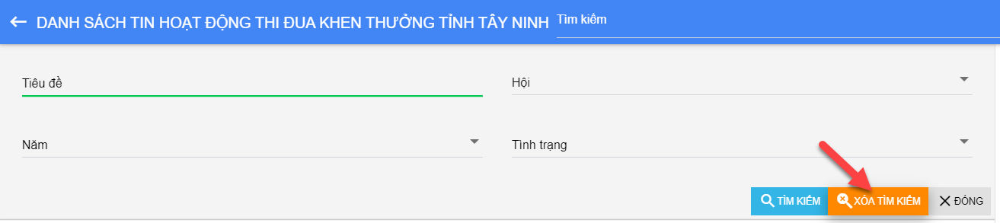 DANH SÁCH TIN HOẠT ĐỘNG THI ĐUA KHEN THƯỞNG TỈNH TÂY NINH Tìm kiếm
Tiêu đề Hội
Năm Tình trạng
TÌM KIẾM XÓA TÌM KIẾM ĐÓNG